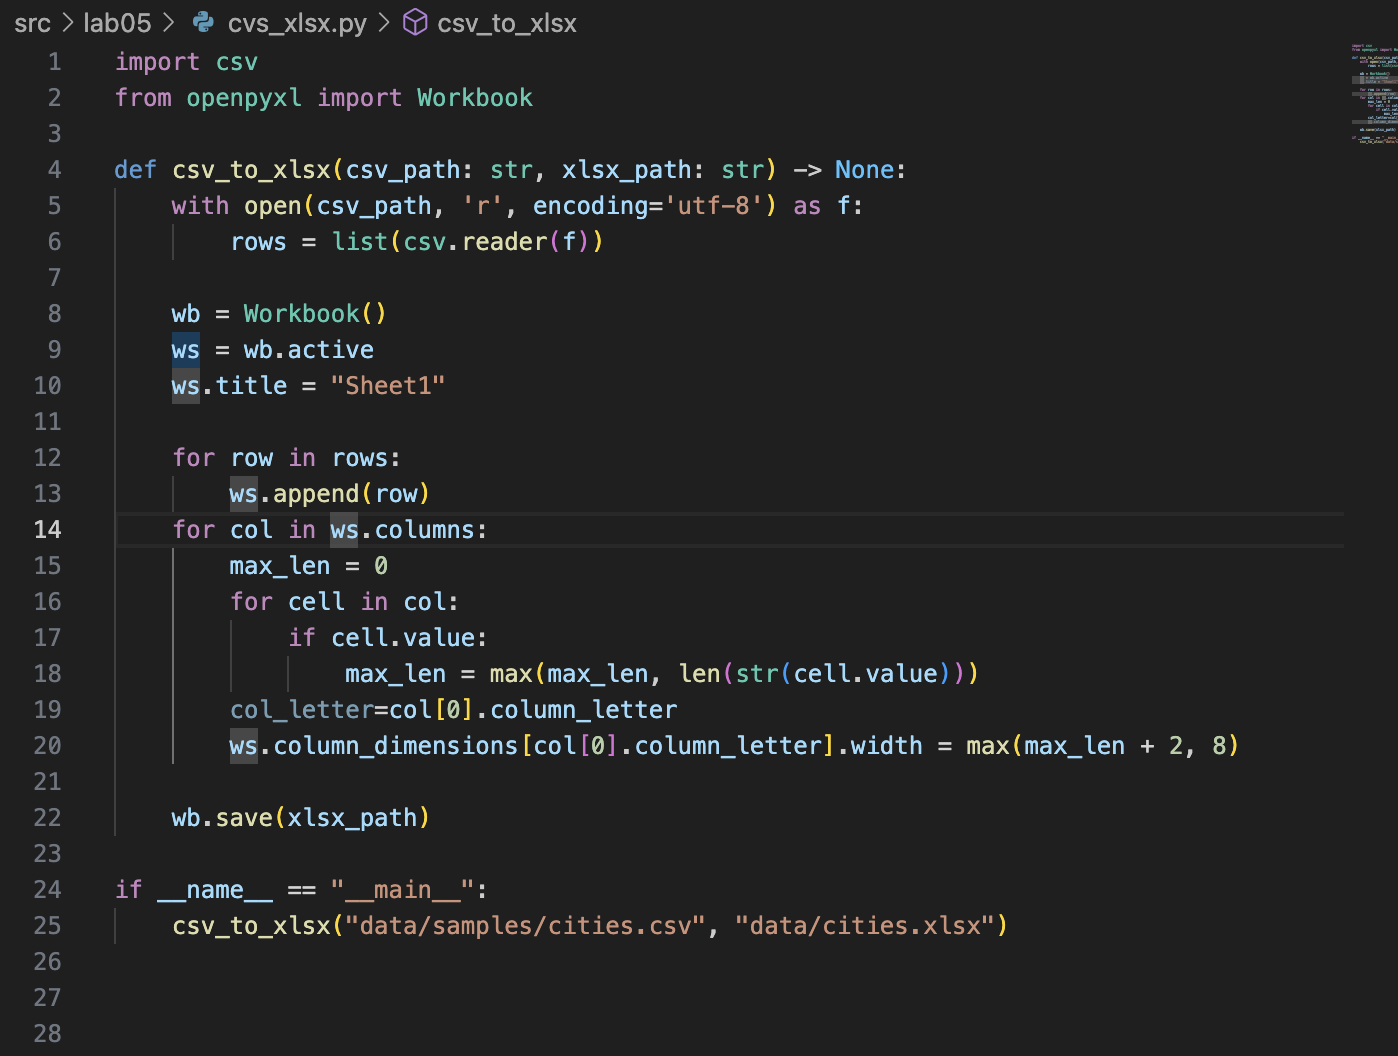 src > lab05 > cvs_xlsx.py > csv_to_xlsx
1 import csv
2 from openpyxl import Workbook
3
4 def csv_to_xlsx(csv_path: str, xlsx_path: str) -> None:
5     with open(csv_path, 'r', encoding='utf-8') as f:
6         rows = list(csv.reader(f))
7
8     wb = Workbook()
9     ws = wb.active
10     ws.title = "Sheet1"
11
12     for row in rows:
13         ws.append(row)
14     for col in ws.columns:
15         max_len = 0
16         for cell in col:
17             if cell.value:
18                 max_len = max(max_len, len(str(cell.value)))
19         col_letter=col[0].column_letter
20         ws.column_dimensions[col[0].column_letter].width = max(max_len + 2, 8)
21
22     wb.save(xlsx_path)
23
24 if __name__ == "__main__":
25     csv_to_xlsx("data/samples/cities.csv", "data/cities.xlsx")
26
27
28